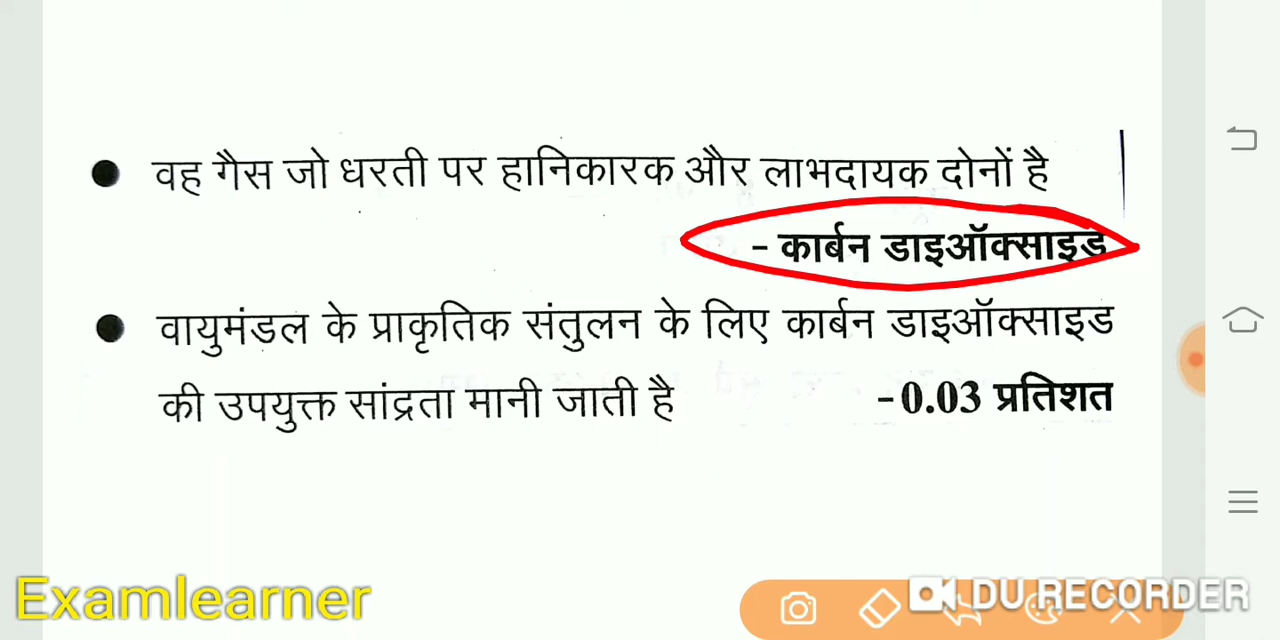 ● वह गैस जो धरती पर हानिकारक और लाभदायक दोनों है
- कार्बन डाइऑक्साइड
● वायुमंडल के प्राकृतिक संतुलन के लिए कार्बन डाइऑक्साइड
की उपयुक्त सांद्रता मानी जाती है -0.03 प्रतिशत
Examlearner
DU RECORDER